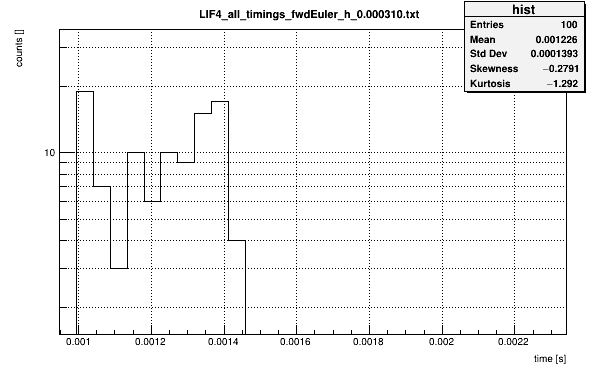 LIF4_all_timings_fwdEuler_h_0.000310.txt
hist
Entries 100
Mean 0.001226
Std Dev 0.0001393
Skewness −0.2791
Kurtosis −1.292
counts []
10
0.001 0.0012 0.0014 0.0016 0.0018 0.002 0.0022
time [s]